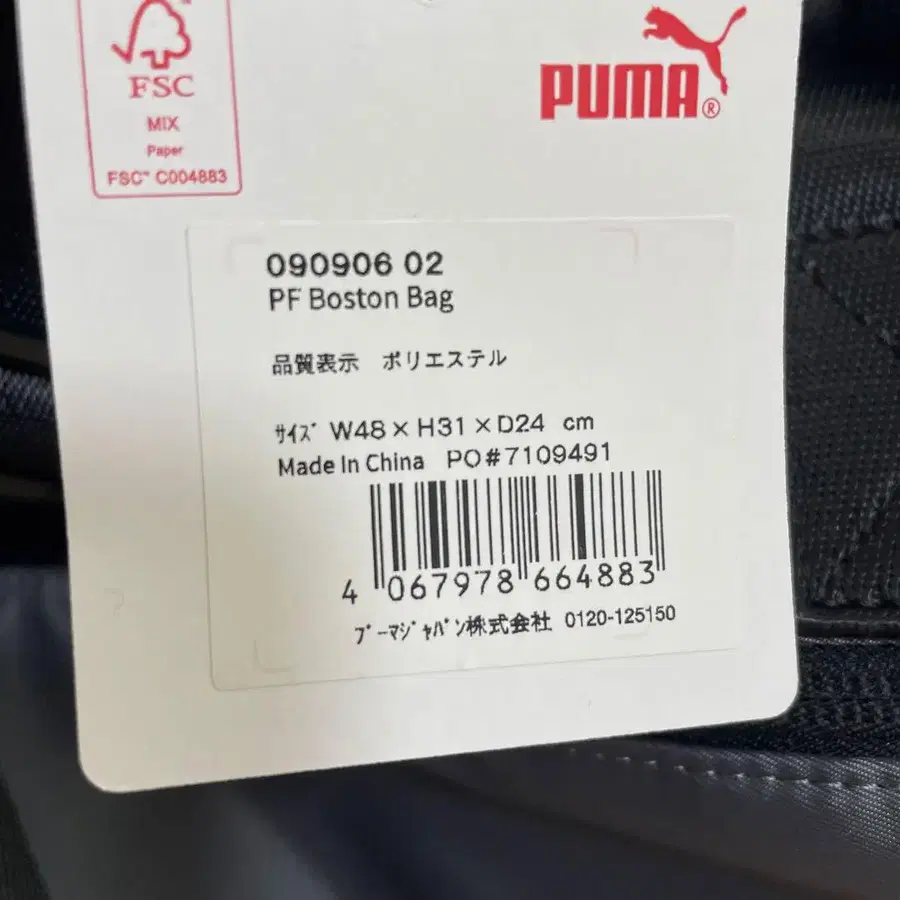 FSC
MIX
Paper
FSC™ C004883
PUMA®
090906 02
PF Boston Bag
品質表示 ポリエステル
ｻｲｽﾞ W48×H31×D24 cm
Made In China PO#7109491
4 067978 664883
ﾌﾟｰﾏｼﾞｬﾊﾟﾝ株式会社 0120-125150